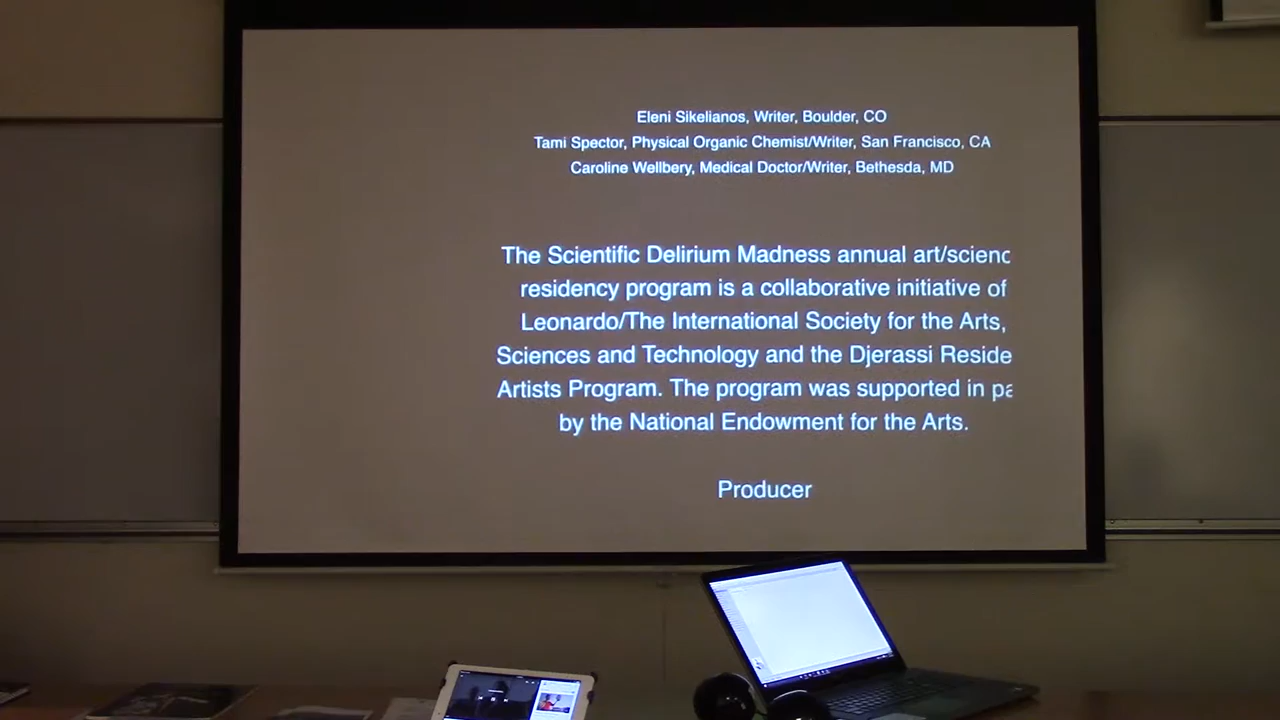 Eleni Sikelianos, Writer, Boulder, CO
Tami Spector, Physical Organic Chemist/Writer, San Francisco, CA
Caroline Wellbery, Medical Doctor/Writer, Bethesda, MD
The Scientific Delirium Madness annual art/scienc
residency program is a collaborative initiative of
Leonardo/The International Society for the Arts,
Sciences and Technology and the Djerassi Reside
Artists Program. The program was supported in pa
by the National Endowment for the Arts.
Producer